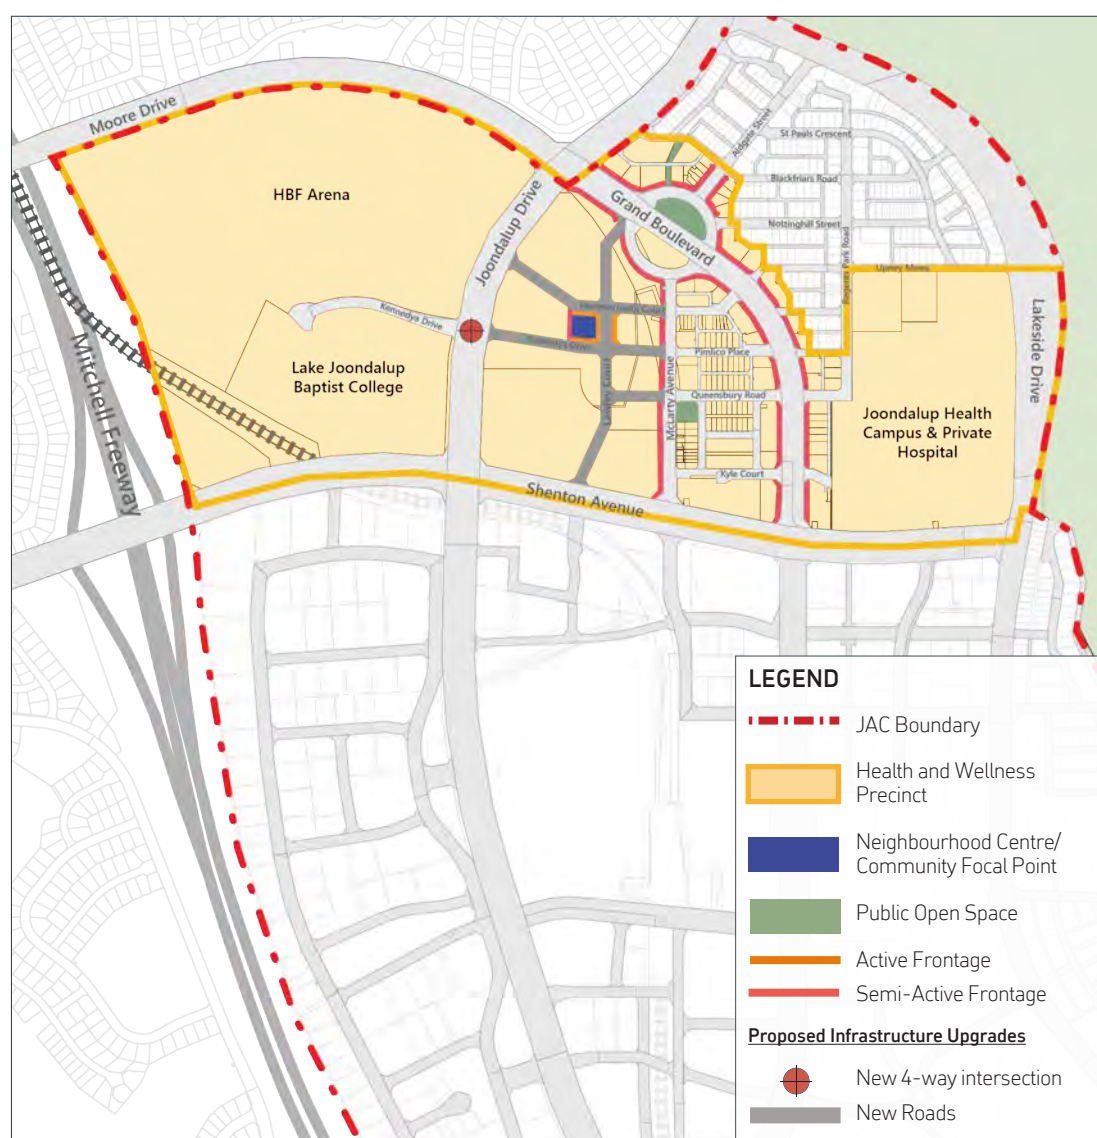 Moore Drive
HBF Arena
Joondalup Drive
Grand Boulevard
Aldgate Street
St Pauls Crescent
Blackfriars Road
Notzinghill Street
Regents Park Road
Upney Mews
Kennedya Drive
Lake Joondalup
Baptist College
Pimlico Place
Queensbury Road
McLarty Avenue
Kyle Court
Shenton Avenue
Mitchell Freeway
Lakeside Drive
Joondalup Health
Campus & Private
Hospital
LEGEND
JAC Boundary
Health and Wellness
Precinct
Neighbourhood Centre/
Community Focal Point
Public Open Space
Active Frontage
Semi-Active Frontage
Proposed Infrastructure Upgrades
New 4-way intersection
New Roads